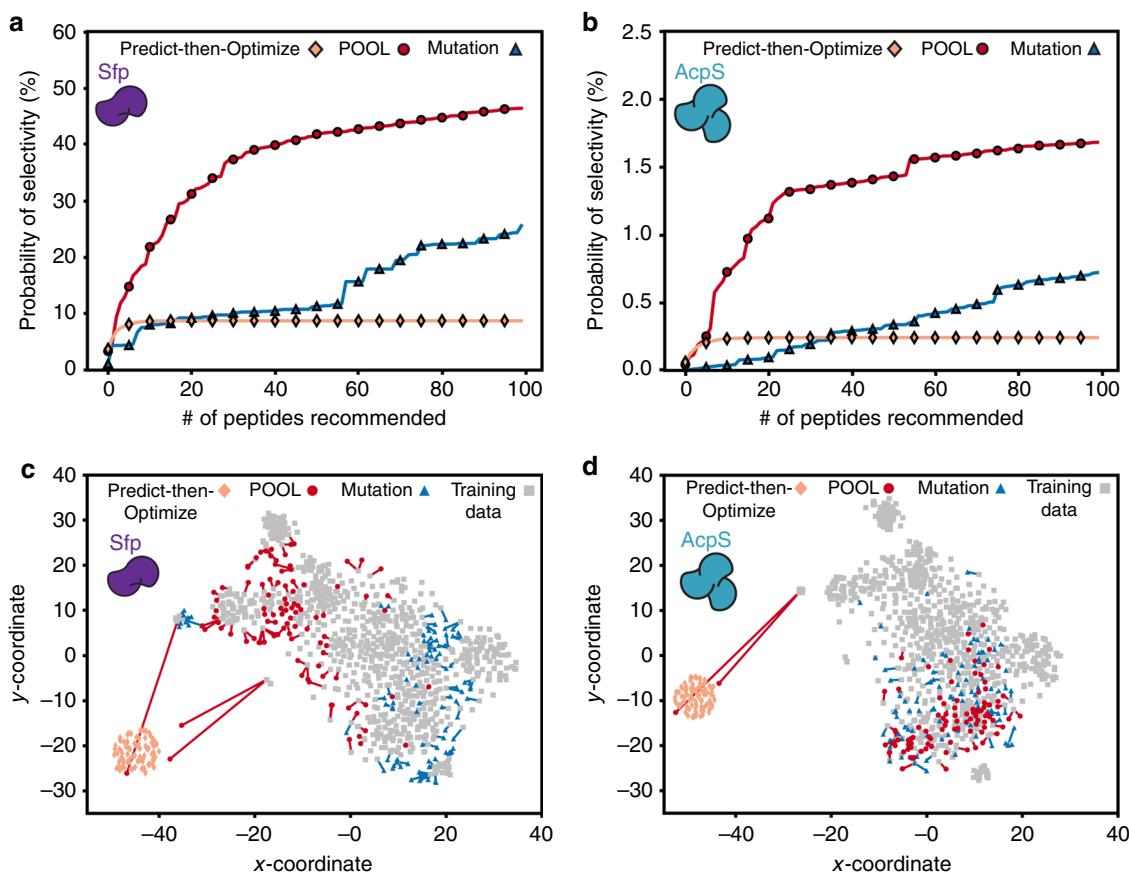 a
Probability of selectivity (%)
60
50
40
30
20
10
0
Predict-then-Optimize POOL Mutation
Sfp
0 20 40 60 80 100
# of peptides recommended
b
Probability of selectivity (%)
2.5
2.0
1.5
1.0
0.5
0.0
Predict-then-Optimize POOL Mutation
AcpS
0 20 40 60 80 100
# of peptides recommended
c
y-coordinate
40
30
20
10
0
–10
–20
–30
Predict-then-
Optimize
POOL
Mutation
Training
data
Sfp
–40 –20 –0 20 40
x-coordinate
d
y-coordinate
40
30
20
10
0
–10
–20
–30
Predict-then-
Optimize
POOL
Mutation
Training
data
AcpS
–40 –20 –0 20 40
x-coordinate